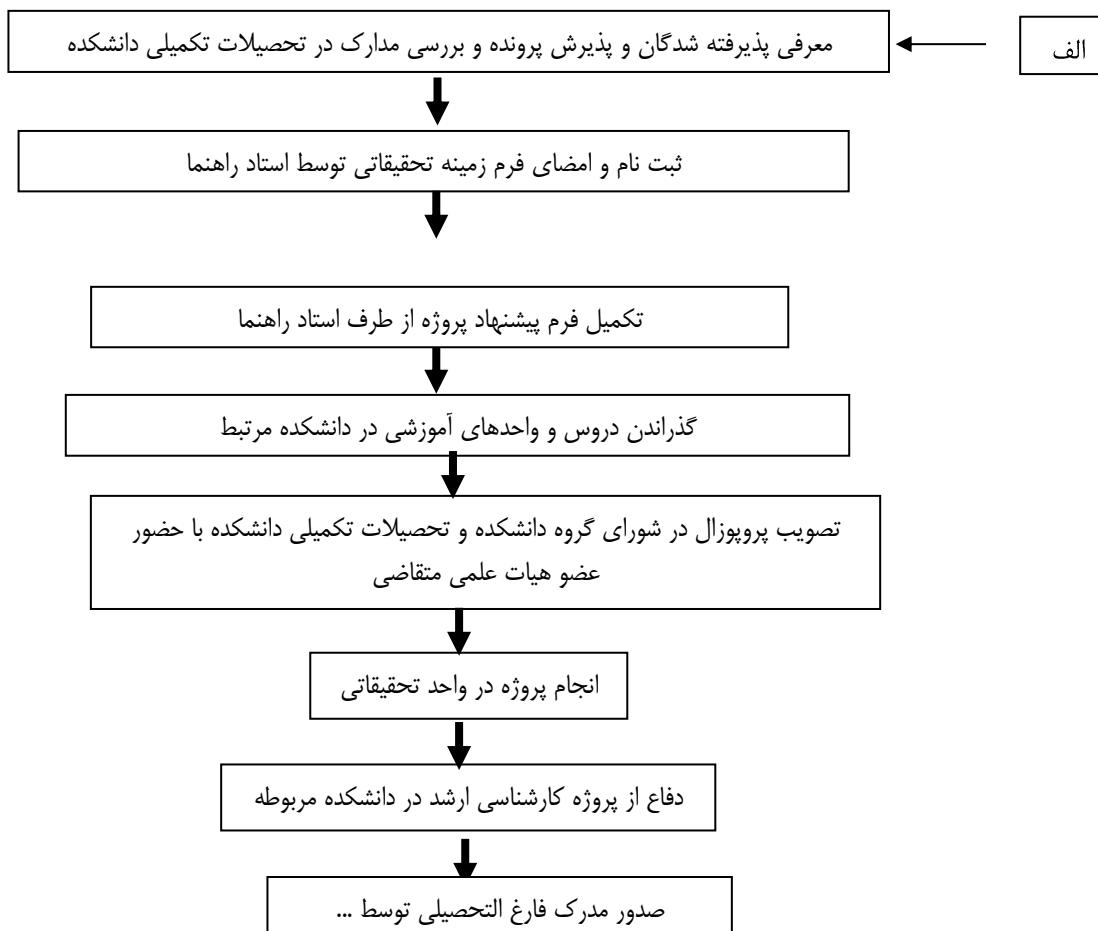 الف
معرفی پذیرفته شدگان و پذیرش پرونده و بررسی مدارک در تحصیلات تکمیلی دانشکده
ثبت نام و امضای فرم زمینه تحقیقاتی توسط استاد راهنما
تکمیل فرم پیشنهاد پروژه از طرف استاد راهنما
گذراندن دروس و واحدهای آموزشی در دانشکده مرتبط
تصویب پروپوزال در شورای گروه دانشکده و تحصیلات تکمیلی دانشکده با حضور
عضو هیات علمی متقاضی
انجام پروژه در واحد تحقیقاتی
دفاع از پروژه کارشناسی ارشد در دانشکده مربوطه
صدور مدرک فارغ التحصیلی توسط ...